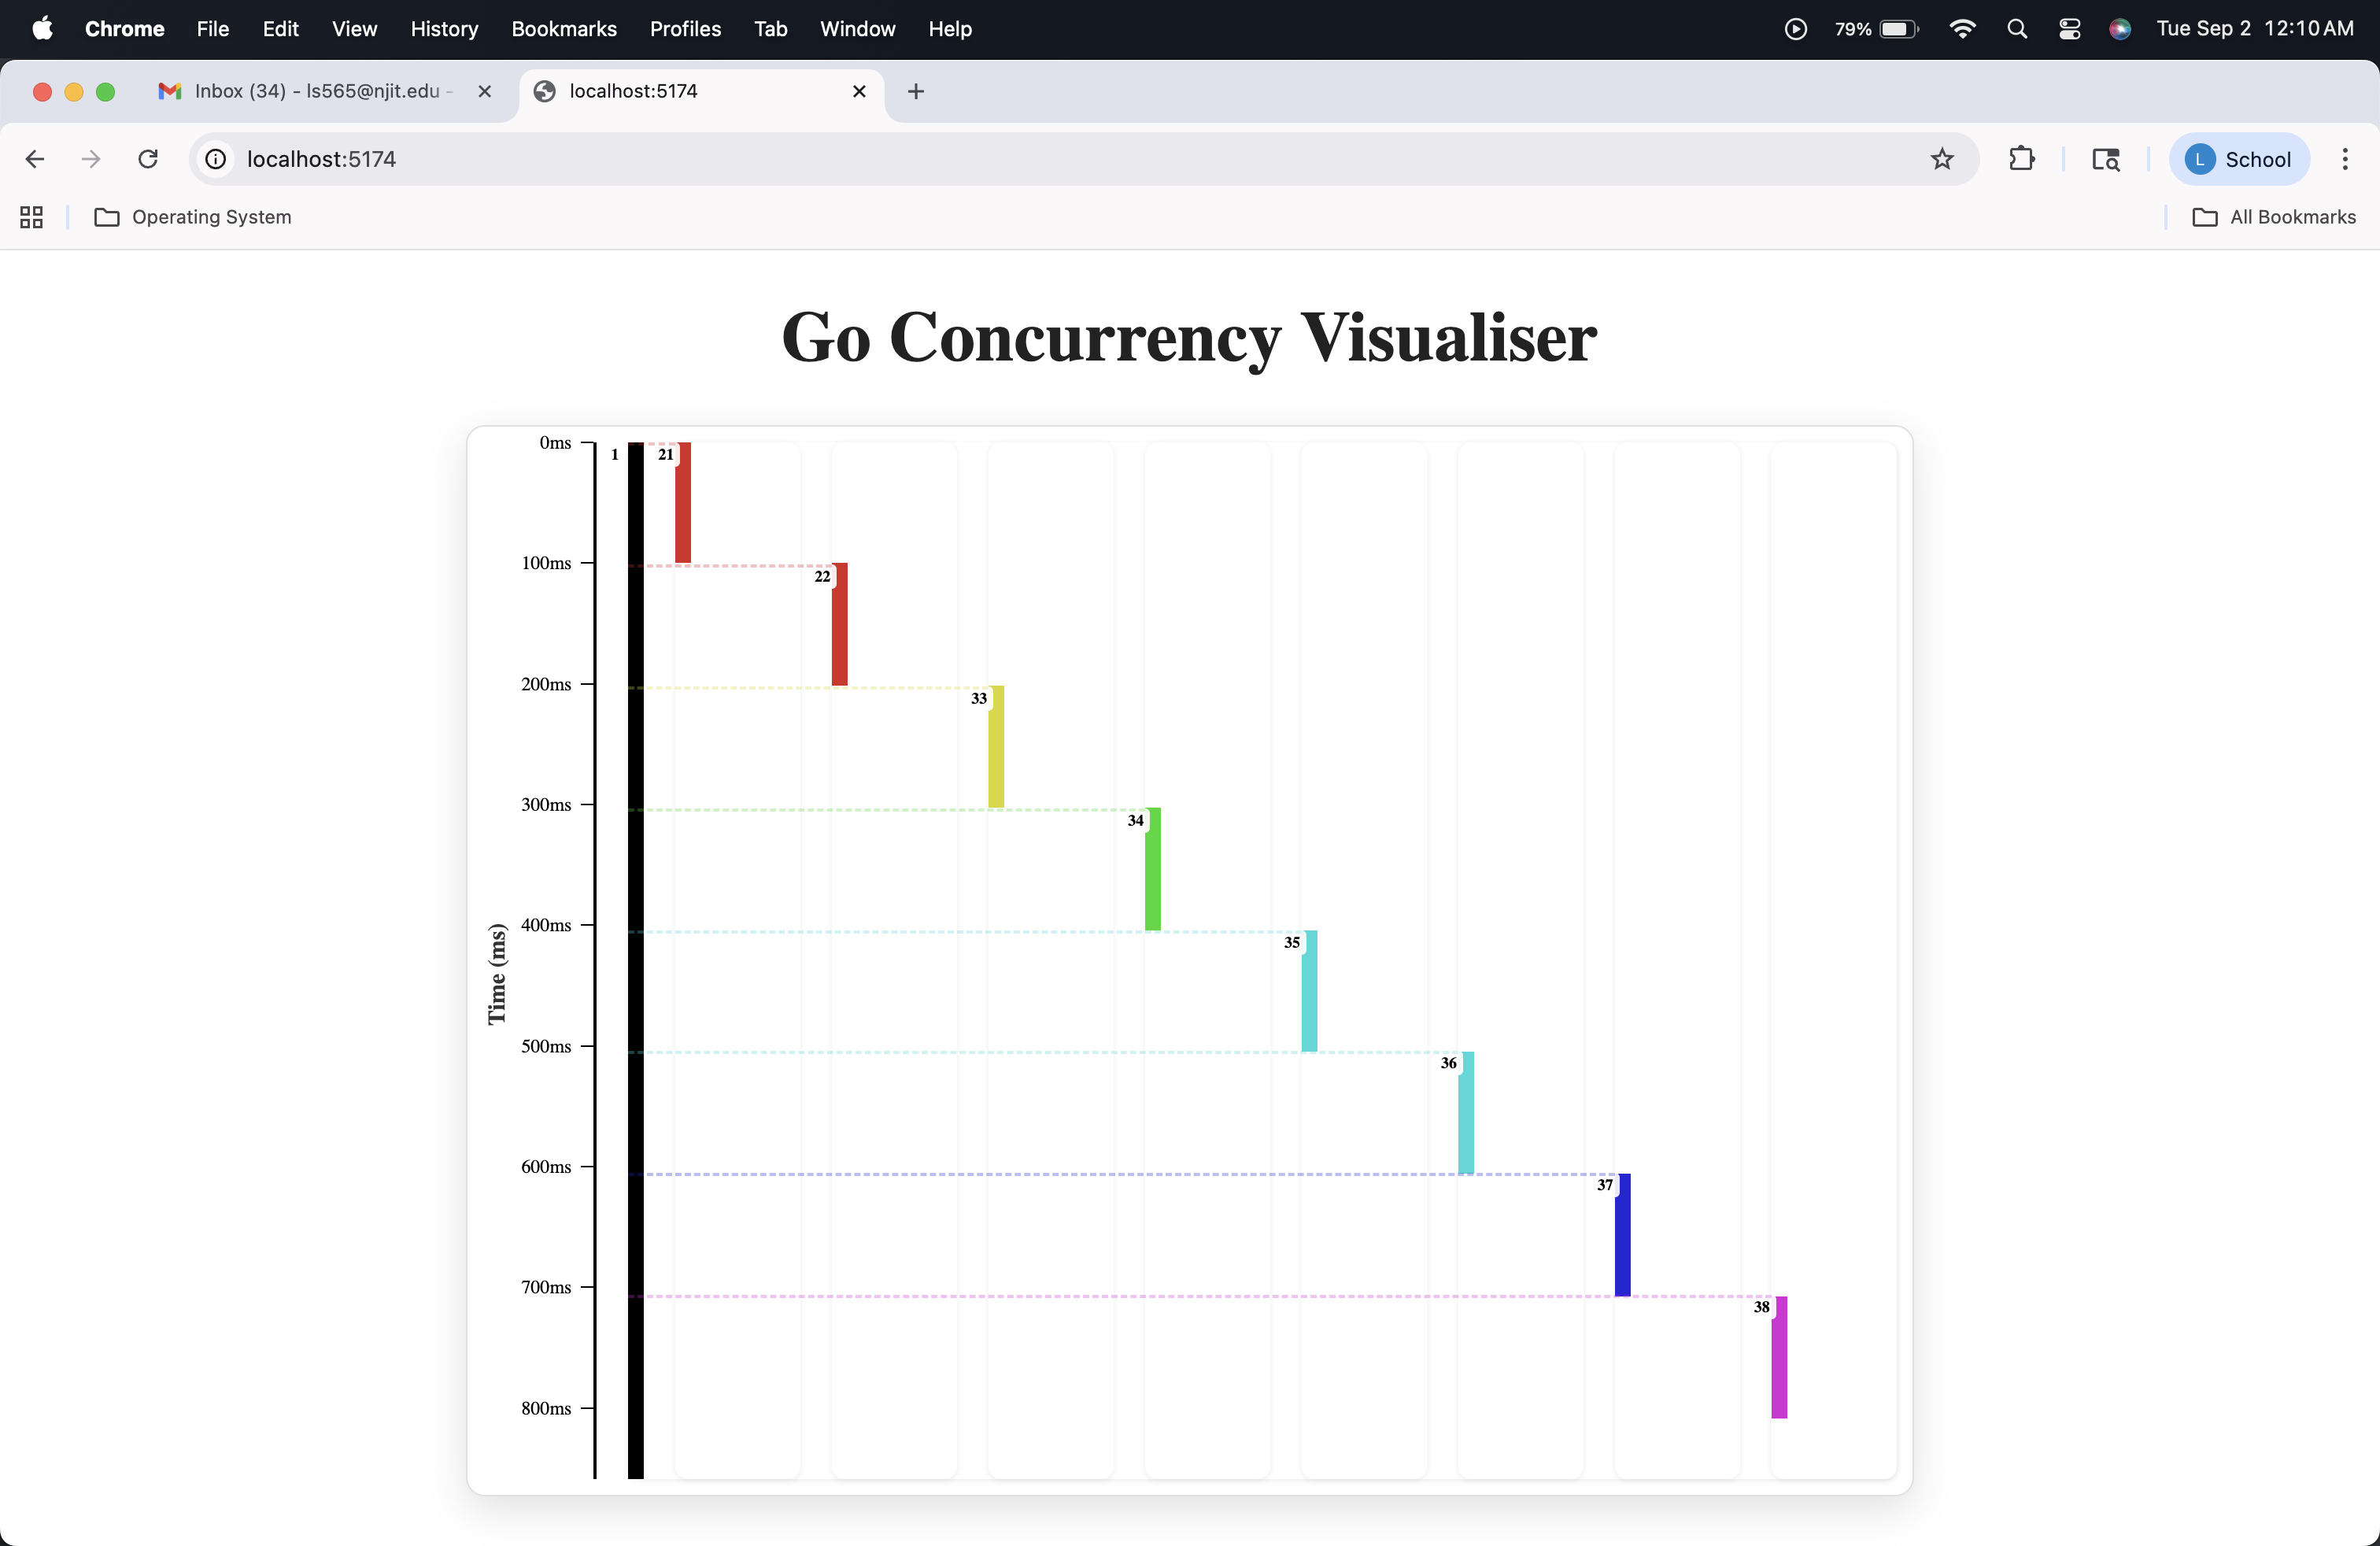 Chrome File Edit View History Bookmarks Profiles Tab Window Help 79% Tue Sep 2 12:10 AM
Inbox (34) - ls565@njit.edu - localhost:5174
localhost:5174 L School
Operating System All Bookmarks
Go Concurrency Visualiser
0ms
1 21
100ms
22
200ms
33
300ms
34
400ms
35
Time (ms)
500ms
36
600ms
37
700ms
38
800ms